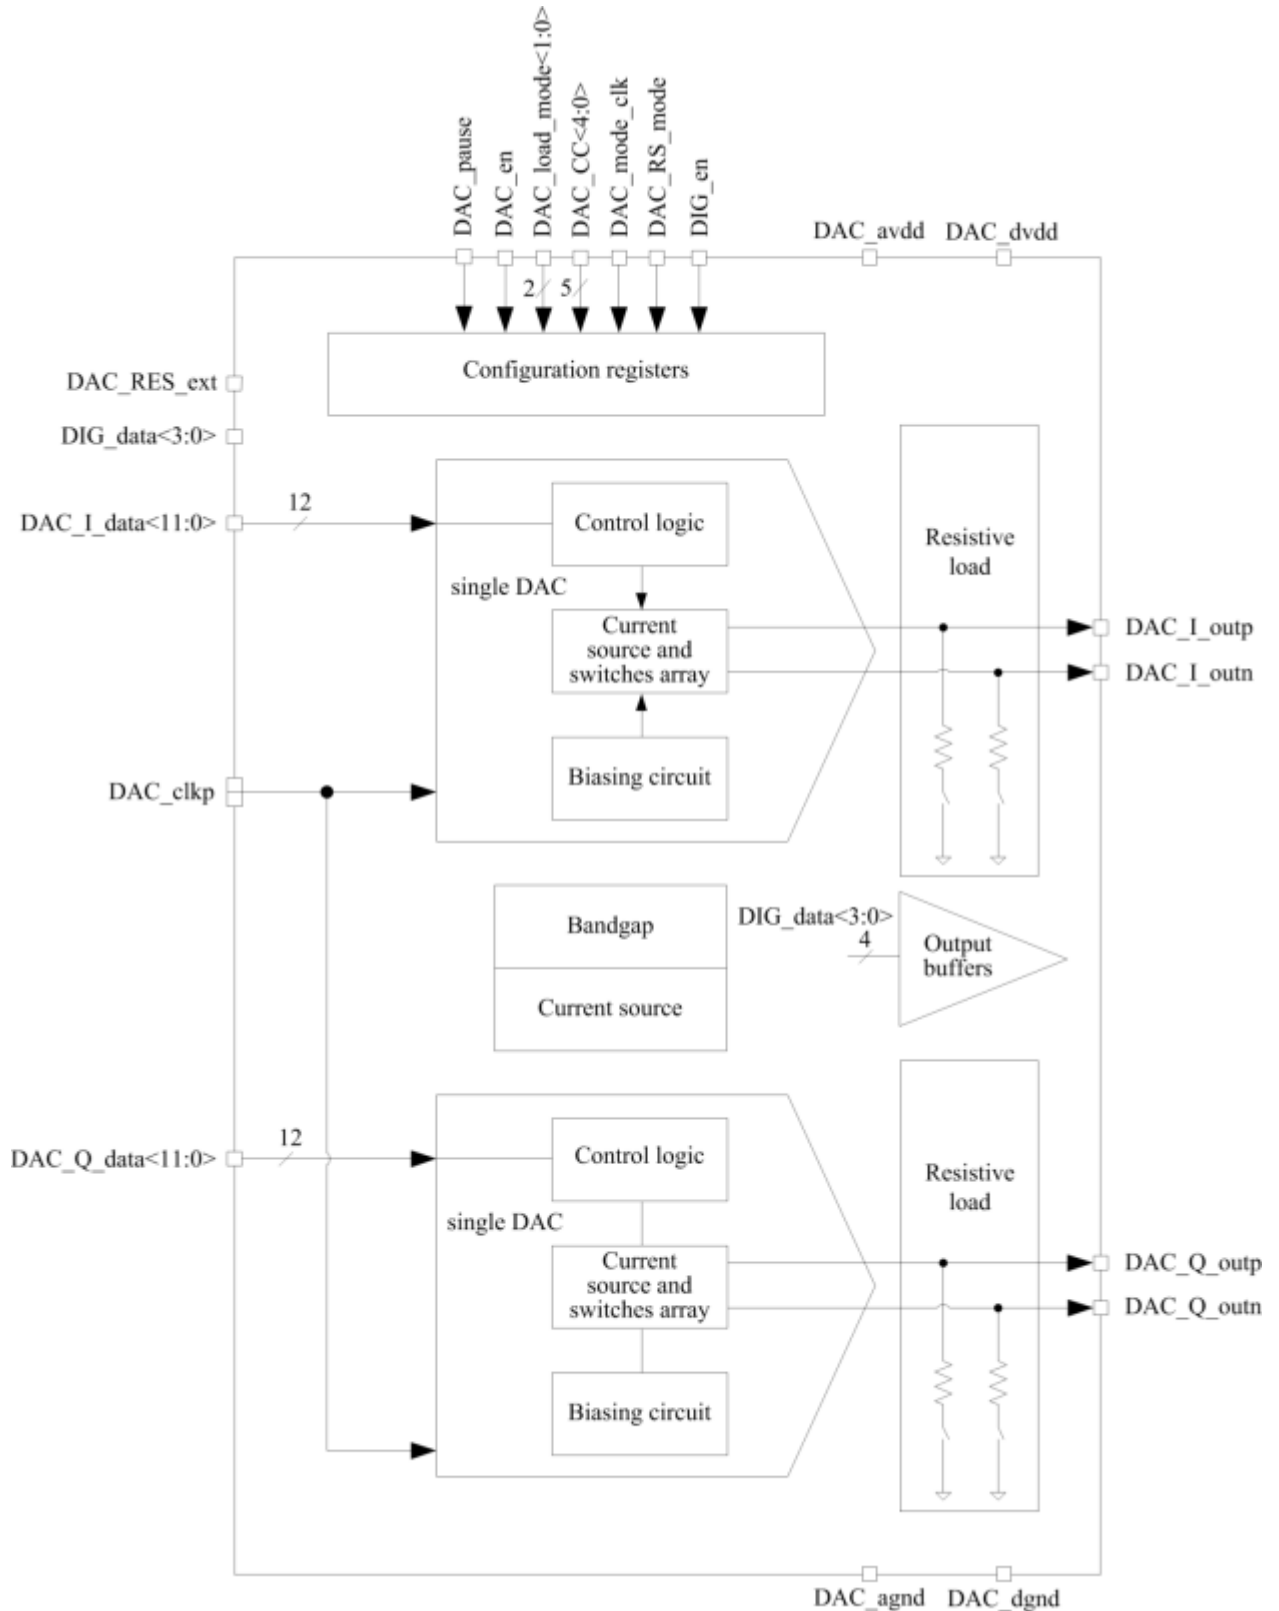 DAC_pause
DAC_en
DAC_load_mode<1:0>
DAC_CC<4:0>
DAC_mode_clk
DAC_RS_mode
DIG_en
DAC_avdd
DAC_dvdd
2
5
Configuration registers
DAC_RES_ext
DIG_data<3:0>
DAC_I_data<11:0>
12
Control logic
single DAC
Current
source and
switches array
Biasing circuit
Resistive
load
DAC_I_outp
DAC_I_outn
DAC_clkp
Bandgap
Current source
DIG_data<3:0>
4
Output
buffers
DAC_Q_data<11:0>
12
Control logic
single DAC
Current
source and
switches array
Biasing circuit
Resistive
load
DAC_Q_outp
DAC_Q_outn
DAC_agnd
DAC_dgnd